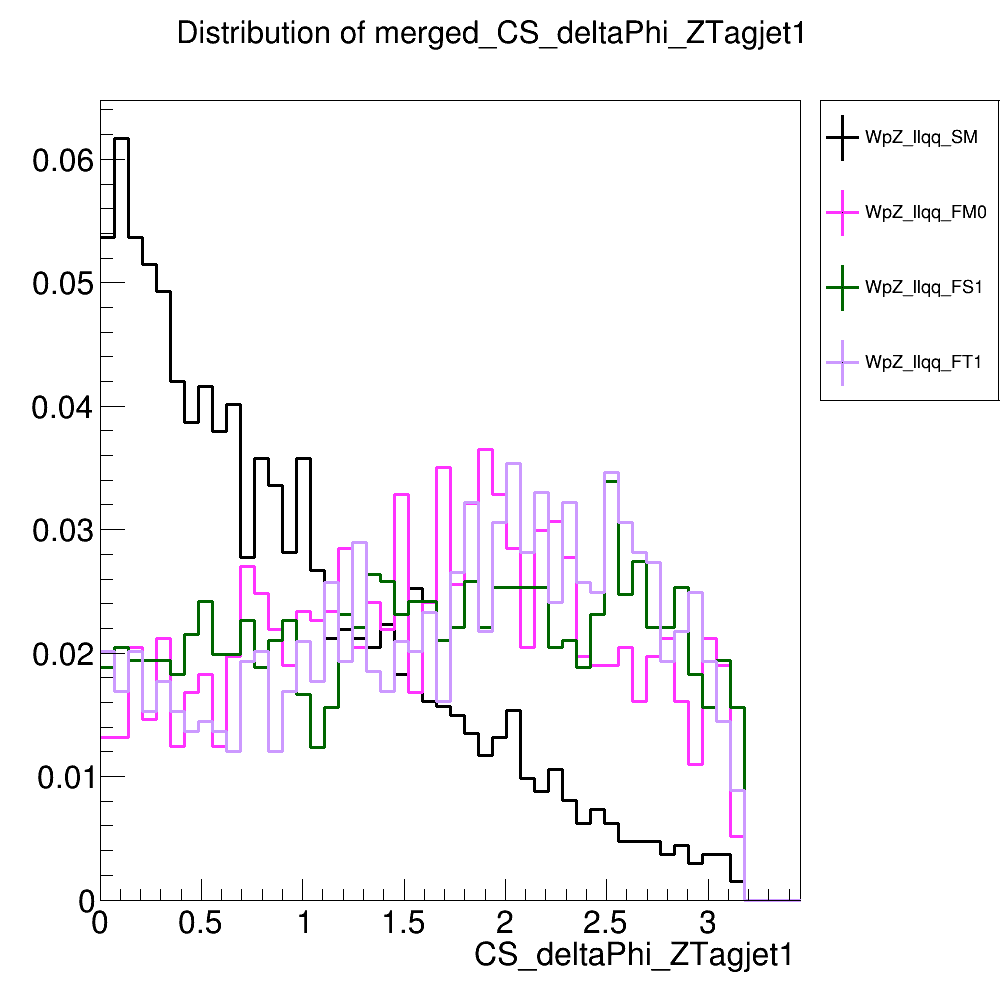 Distribution of merged_CS_deltaPhi_ZTagjet1
WpZ_llqq_SM
WpZ_llqq_FM0
WpZ_llqq_FS1
WpZ_llqq_FT1
0.06
0.05
0.04
0.03
0.02
0.01
0
0 0.5 1 1.5 2 2.5 3
CS_deltaPhi_ZTagjet1